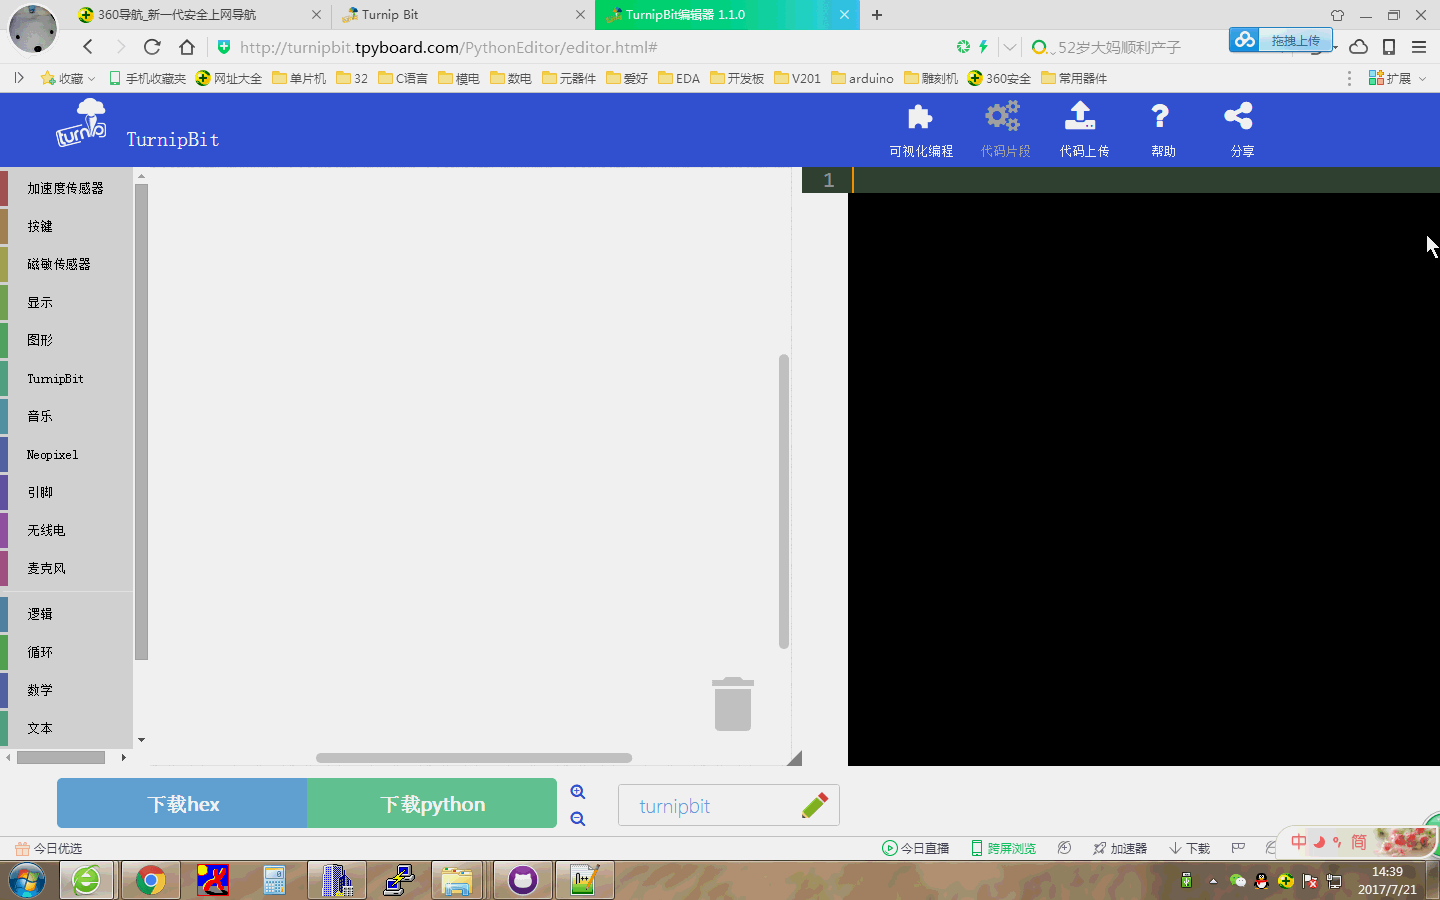 360导航_新一代安全上网导航
Turnip Bit
TurnipBit编辑器 1.1.0
http://turnipbit.tpyboard.com/PythonEditor/editor.html#
52岁大妈顺利产子
拖拽上传
收藏
手机收藏夹
网址大全
单片机
32
C语言
模电
数电
元器件
爱好
EDA
开发板
V201
arduino
雕刻机
360安全
常用器件
扩展
turnip
TurnipBit
可视化编程
代码片段
代码上传
帮助
分享
加速度传感器
按键
磁敏传感器
显示
图形
TurnipBit
音乐
Neopixel
引脚
无线电
麦克风
逻辑
循环
数学
文本
1
下载hex
下载python
turnipbit
今日优选
今日直播
跨屏浏览
加速器
下载
中
简
14:39
2017/7/21